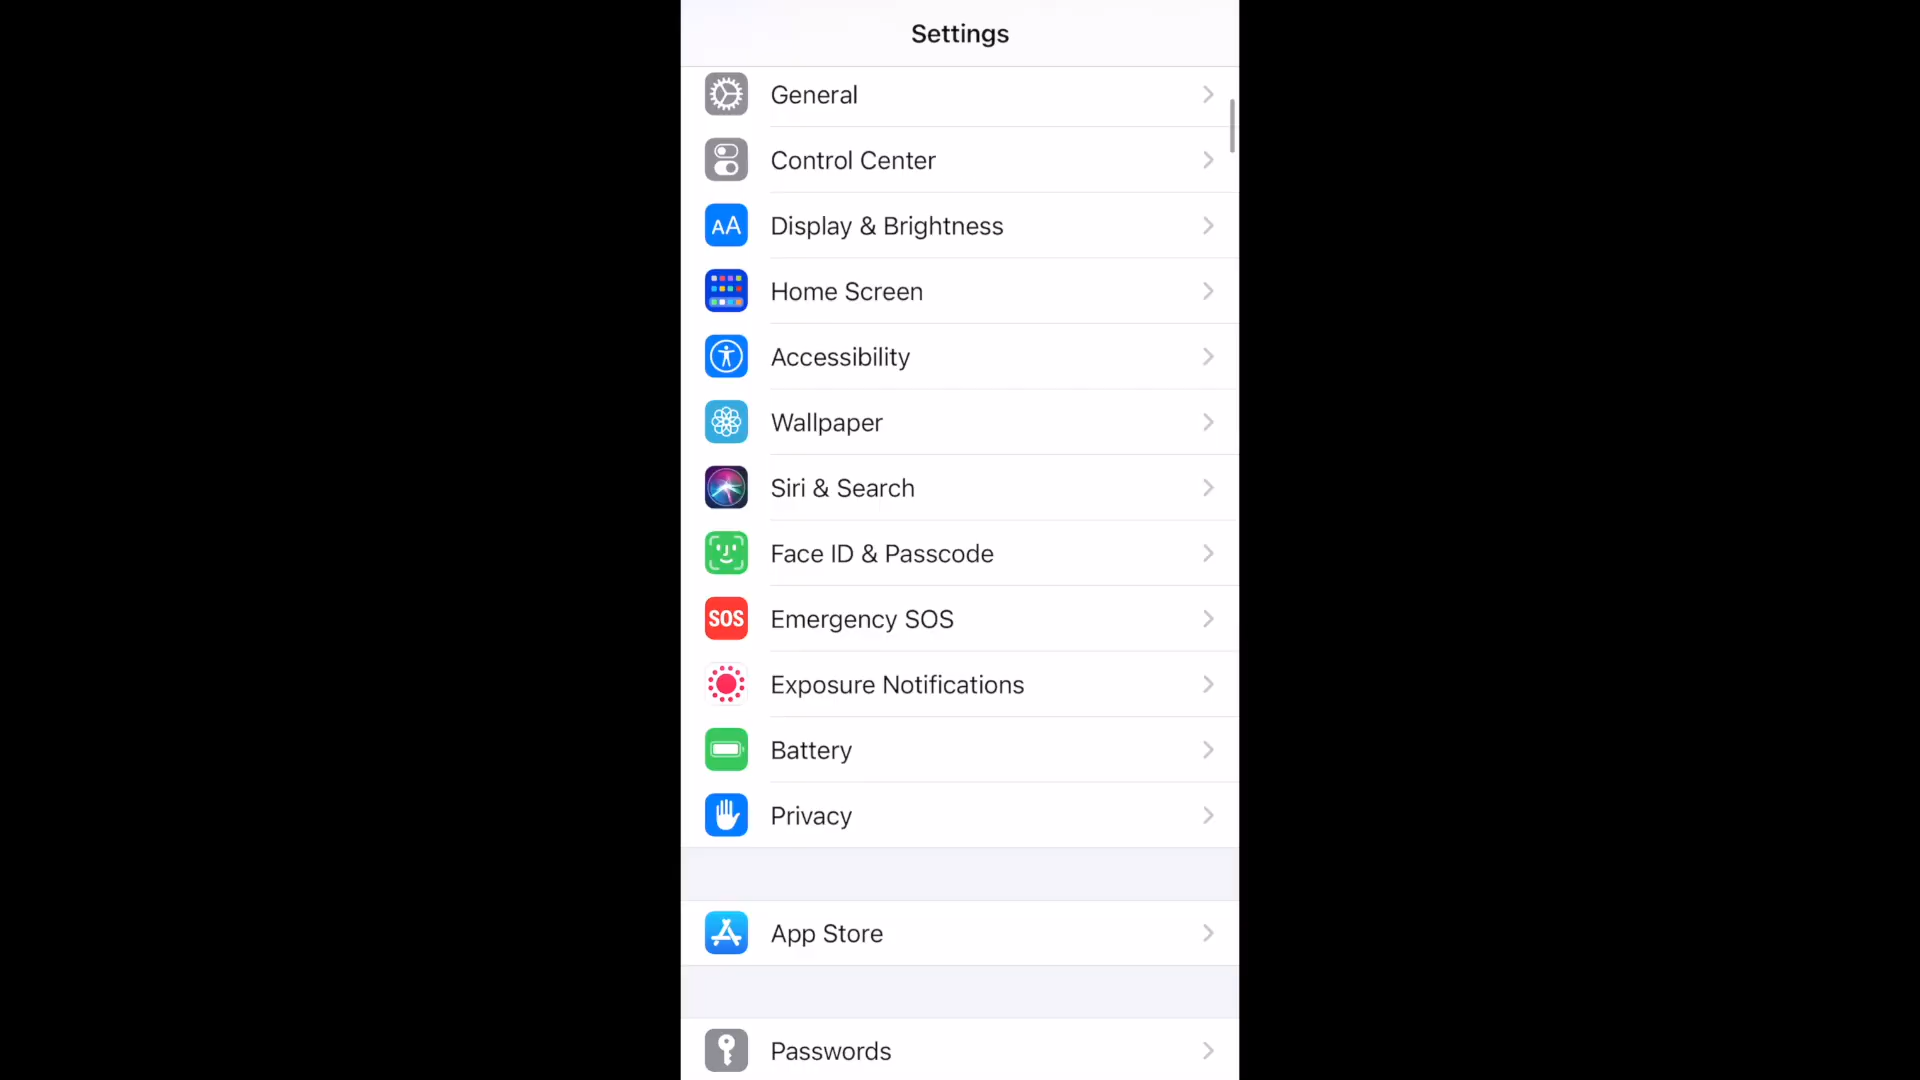 Settings
General
Control Center
AA Display & Brightness
Home Screen
Accessibility
Wallpaper
Siri & Search
Face ID & Passcode
SOS Emergency SOS
Exposure Notifications
Battery
Privacy
App Store
Passwords